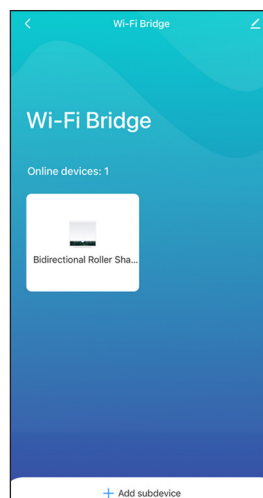 Wi-Fi Bridge
Wi-Fi Bridge
Online devices: 1
Bidirectional Roller Sha...
+ Add subdevice